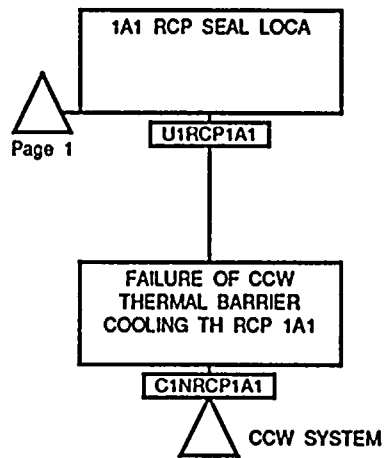 1A1 RCP SEAL LOCA
Page 1
U1RCP1A1
FAILURE OF CCW
THERMAL BARRIER
COOLING TH RCP 1A1
C1NRCP1A1
CCW SYSTEM